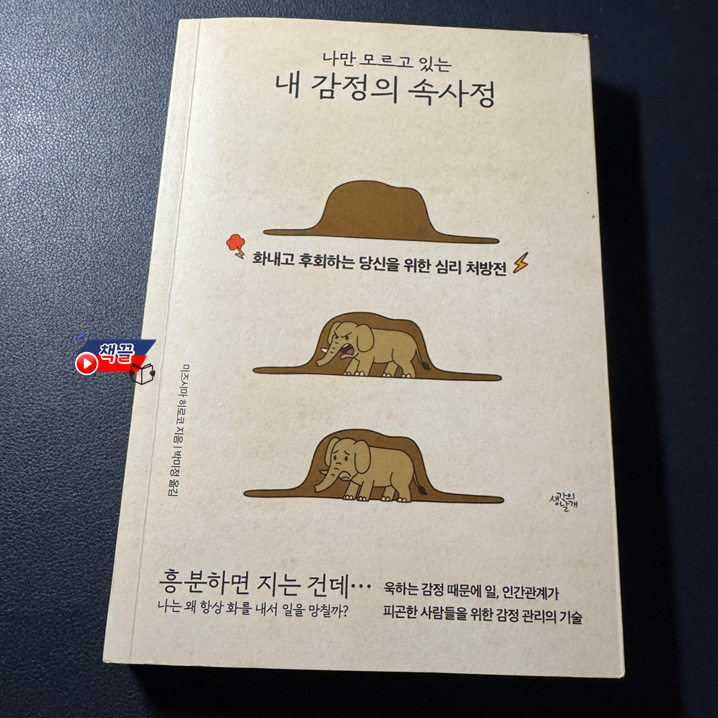 나만 모르고 있는
내 감정의 속사정
화내고 후회하는 당신을 위한 심리 처방전
책끌
미즈시마 히로코 지음 | 박미정 옮김
생각의
날개
흥분하면 지는 건데…
나는 왜 항상 화를 내서 일을 망칠까?
욱하는 감정 때문에 일, 인간관계가
피곤한 사람들을 위한 감정 관리의 기술